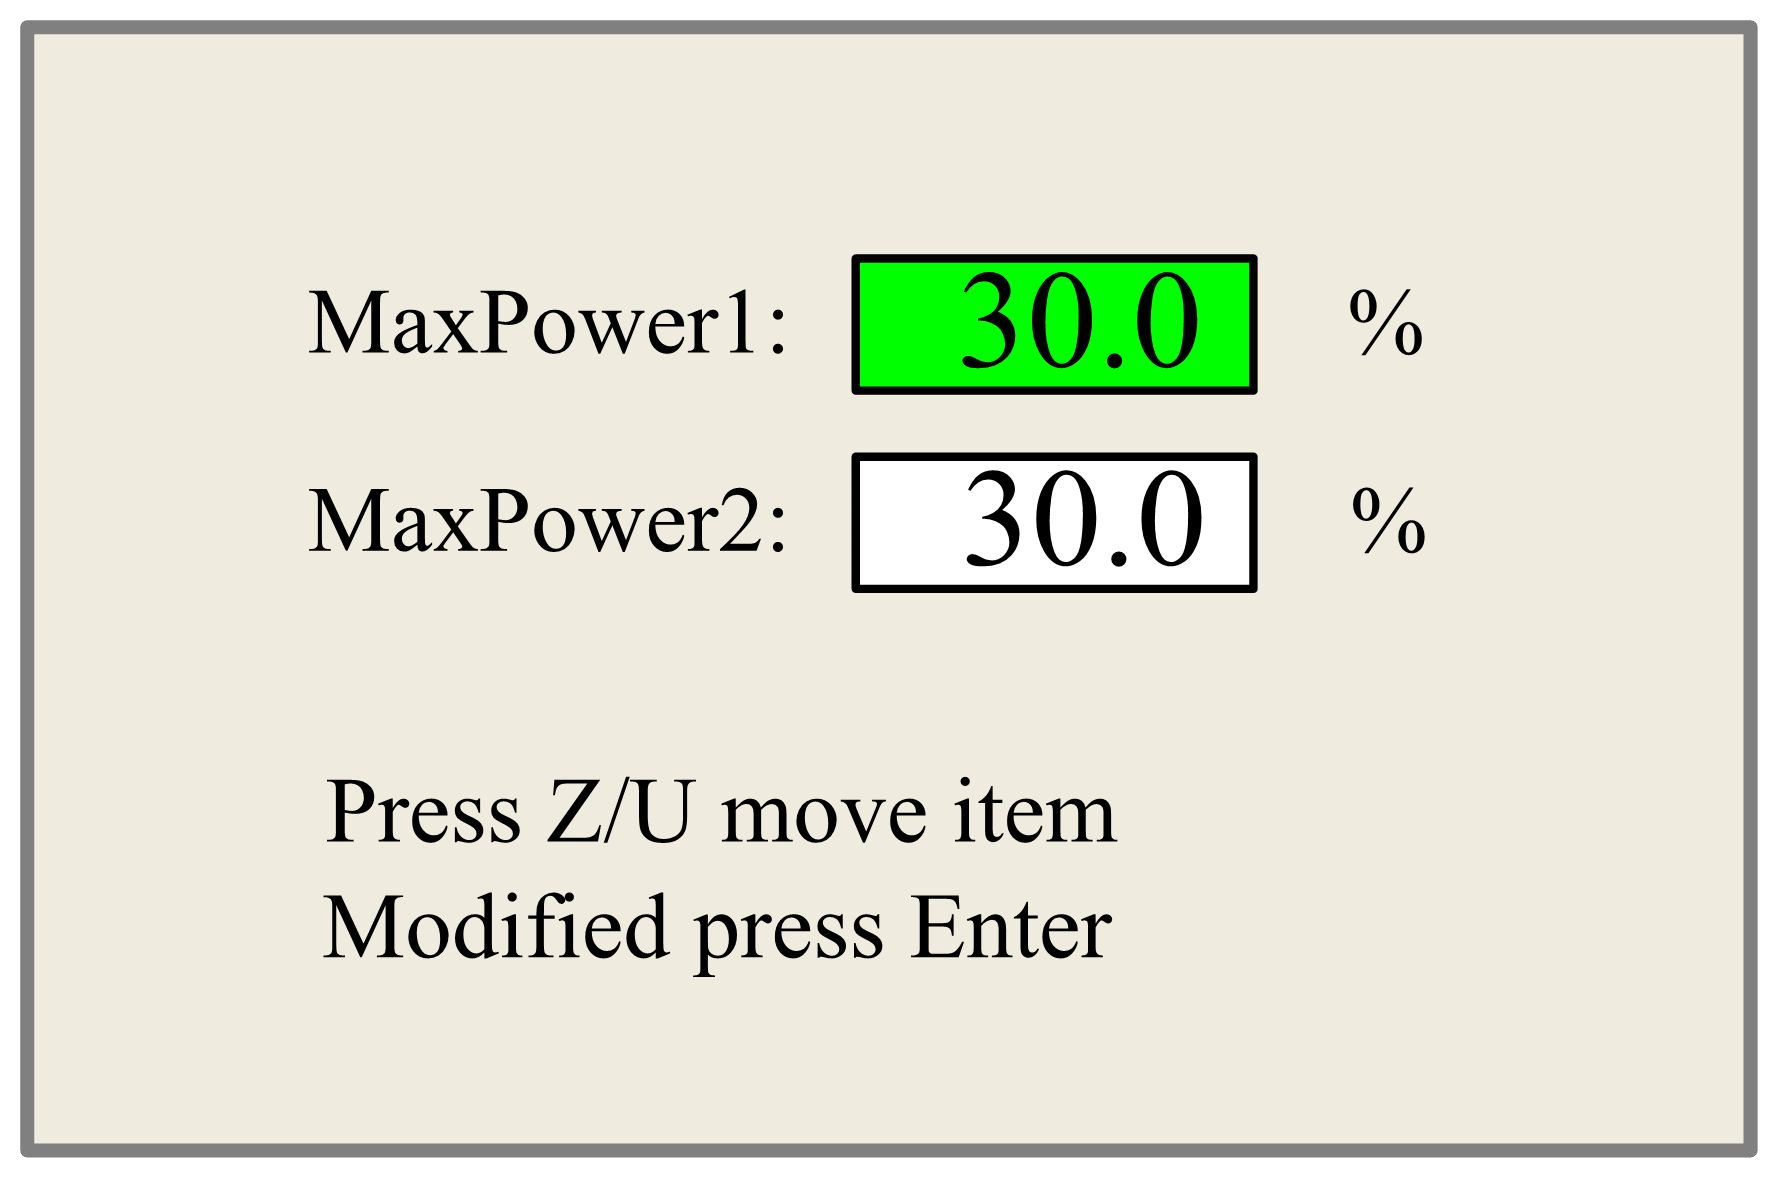 MaxPower1: 30.0 %
MaxPower2: 30.0 %
Press Z/U move item
Modified press Enter